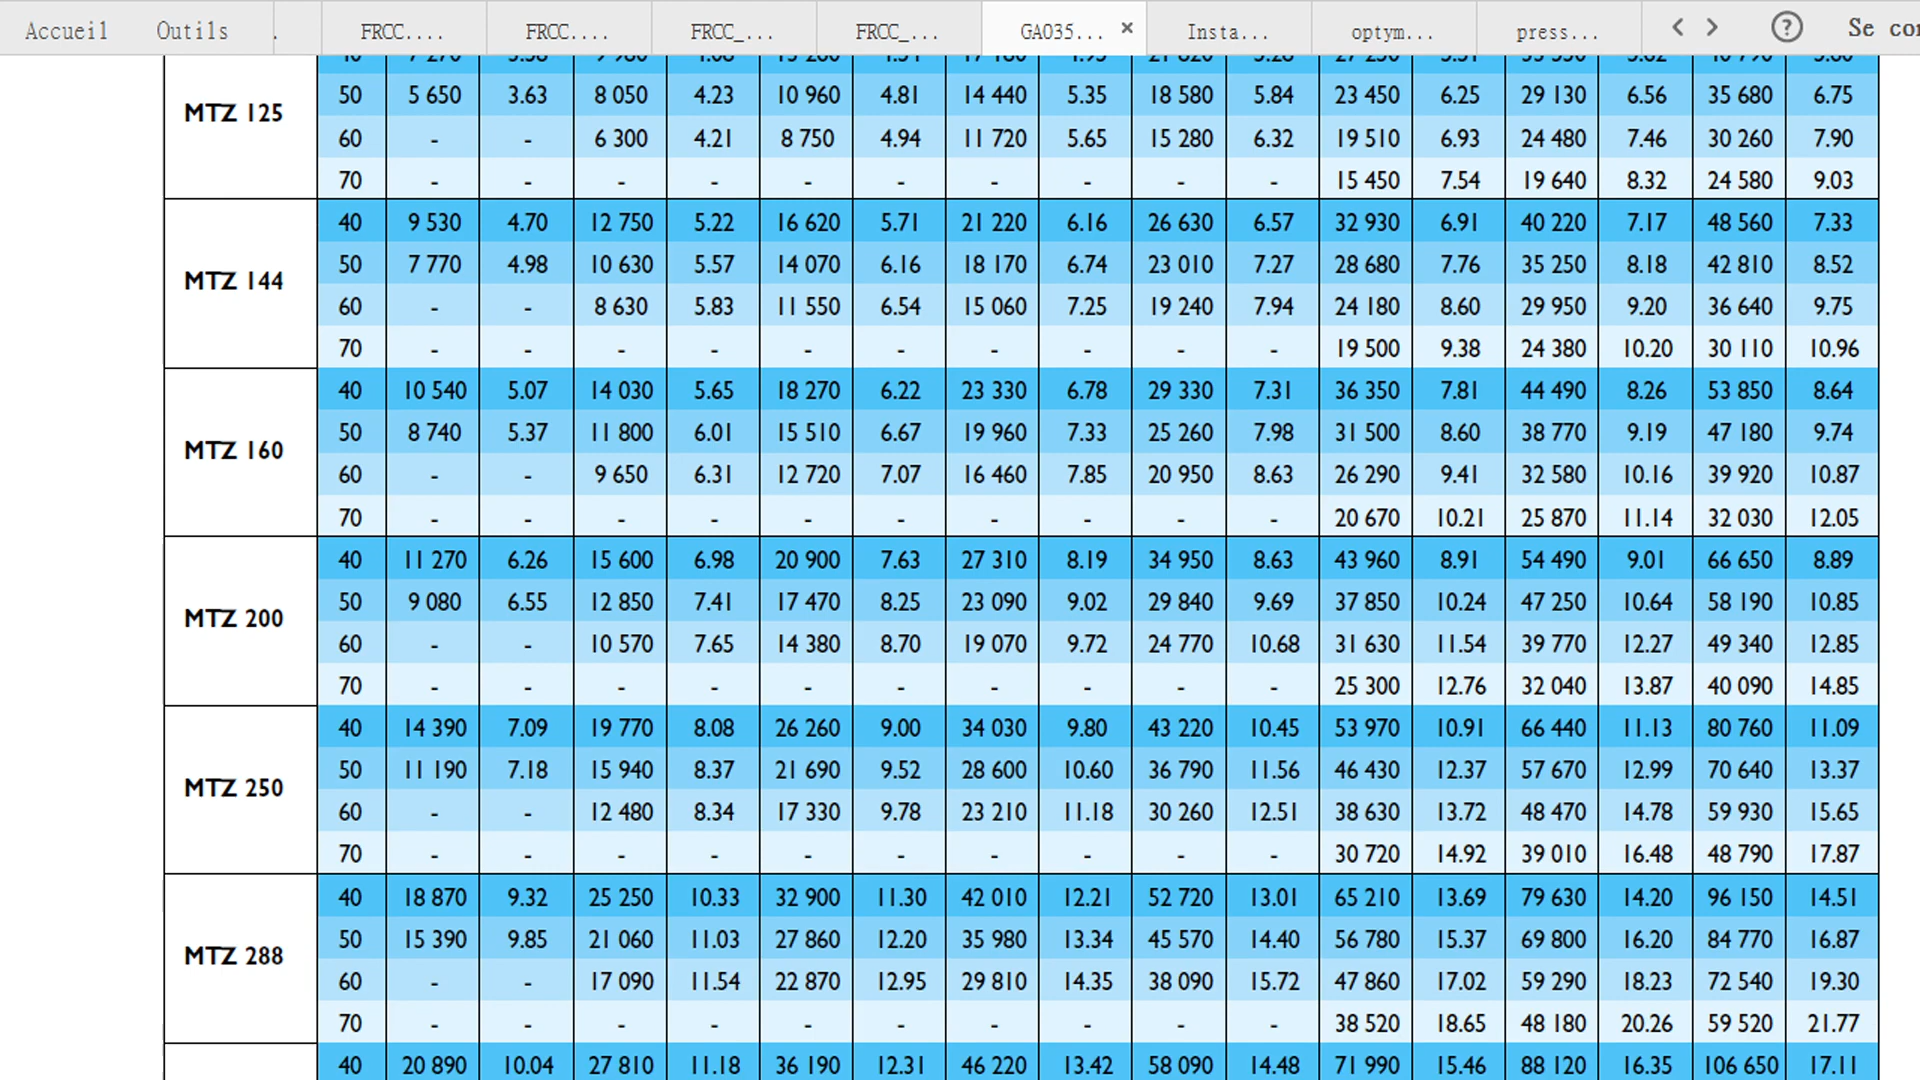 Accueil Outils . FRCC.... FRCC.... FRCC_... FRCC_... GA035... × Insta... optym... press... < > ? Se con
MTZ 125
50 5 650 3.63 8 050 4.23 10 960 4.81 14 440 5.35 18 580 5.84 23 450 6.25 29 130 6.56 35 680 6.75
60 - - 6 300 4.21 8 750 4.94 11 720 5.65 15 280 6.32 19 510 6.93 24 480 7.46 30 260 7.90
70 - - - - - - - - - - 15 450 7.54 19 640 8.32 24 580 9.03
MTZ 144
40 9 530 4.70 12 750 5.22 16 620 5.71 21 220 6.16 26 630 6.57 32 930 6.91 40 220 7.17 48 560 7.33
50 7 770 4.98 10 630 5.57 14 070 6.16 18 170 6.74 23 010 7.27 28 680 7.76 35 250 8.18 42 810 8.52
60 - - 8 630 5.83 11 550 6.54 15 060 7.25 19 240 7.94 24 180 8.60 29 950 9.20 36 640 9.75
70 - - - - - - - - - - 19 500 9.38 24 380 10.20 30 110 10.96
MTZ 160
40 10 540 5.07 14 030 5.65 18 270 6.22 23 330 6.78 29 330 7.31 36 350 7.81 44 490 8.26 53 850 8.64
50 8 740 5.37 11 800 6.01 15 510 6.67 19 960 7.33 25 260 7.98 31 500 8.60 38 770 9.19 47 180 9.74
60 - - 9 650 6.31 12 720 7.07 16 460 7.85 20 950 8.63 26 290 9.41 32 580 10.16 39 920 10.87
70 - - - - - - - - - - 20 670 10.21 25 870 11.14 32 030 12.05
MTZ 200
40 11 270 6.26 15 600 6.98 20 900 7.63 27 310 8.19 34 950 8.63 43 960 8.91 54 490 9.01 66 650 8.89
50 9 080 6.55 12 850 7.41 17 470 8.25 23 090 9.02 29 840 9.69 37 850 10.24 47 250 10.64 58 190 10.85
60 - - 10 570 7.65 14 380 8.70 19 070 9.72 24 770 10.68 31 630 11.54 39 770 12.27 49 340 12.85
70 - - - - - - - - - - 25 300 12.76 32 040 13.87 40 090 14.85
MTZ 250
40 14 390 7.09 19 770 8.08 26 260 9.00 34 030 9.80 43 220 10.45 53 970 10.91 66 440 11.13 80 760 11.09
50 11 190 7.18 15 940 8.37 21 690 9.52 28 600 10.60 36 790 11.56 46 430 12.37 57 670 12.99 70 640 13.37
60 - - 12 480 8.34 17 330 9.78 23 210 11.18 30 260 12.51 38 630 13.72 48 470 14.78 59 930 15.65
70 - - - - - - - - - - 30 720 14.92 39 010 16.48 48 790 17.87
MTZ 288
40 18 870 9.32 25 250 10.33 32 900 11.30 42 010 12.21 52 720 13.01 65 210 13.69 79 630 14.20 96 150 14.51
50 15 390 9.85 21 060 11.03 27 860 12.20 35 980 13.34 45 570 14.40 56 780 15.37 69 800 16.20 84 770 16.87
60 - - 17 090 11.54 22 870 12.95 29 810 14.35 38 090 15.72 47 860 17.02 59 290 18.23 72 540 19.30
70 - - - - - - - - - - 38 520 18.65 48 180 20.26 59 520 21.77
40 20 890 10.04 27 810 11.18 36 190 12.31 46 220 13.42 58 090 14.48 71 990 15.46 88 120 16.35 106 650 17.11